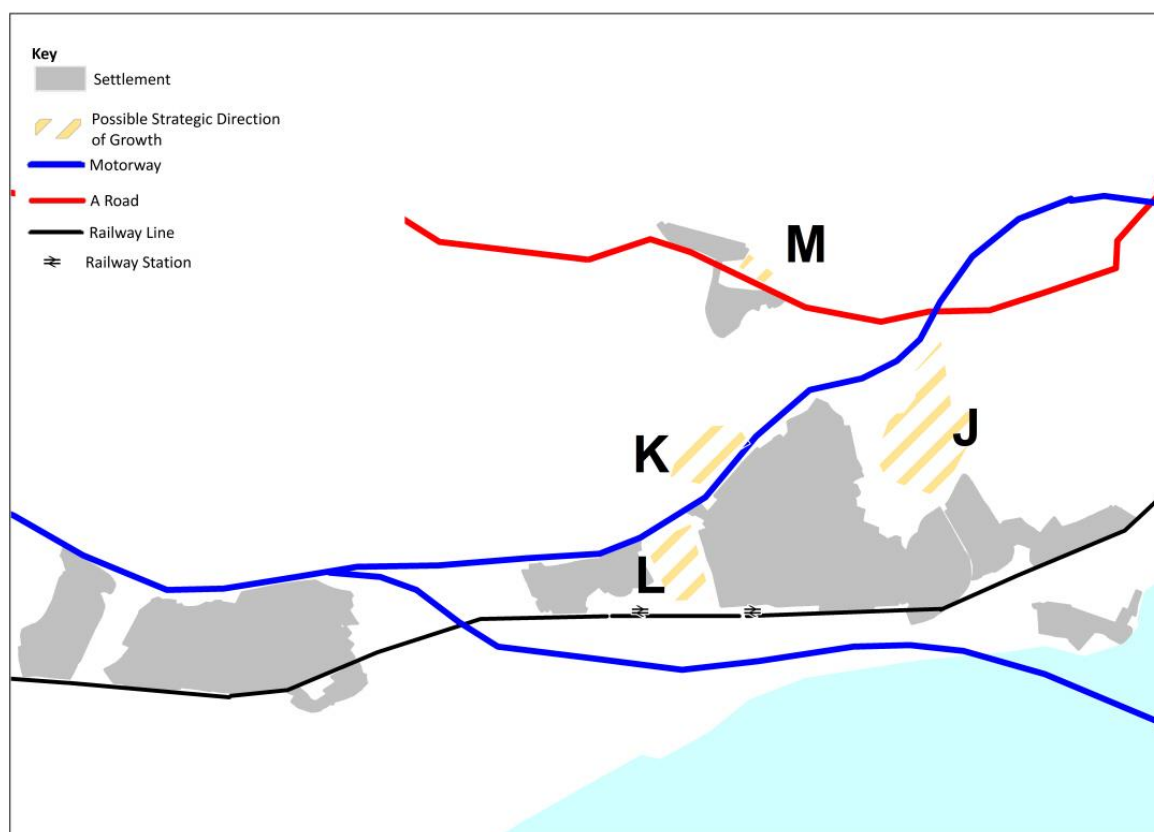 Key
Settlement
Possible Strategic Direction
of Growth
Motorway
A Road
Railway Line
Railway Station
M
J
K
L